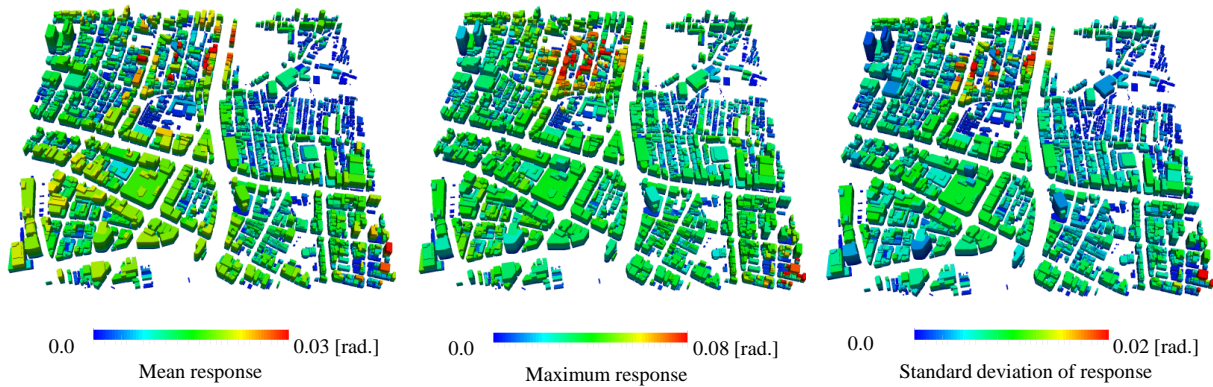 0.0 0.03 [rad.]
Mean response
0.0 0.08 [rad.]
Maximum response
0.0 0.02 [rad.]
Standard deviation of response